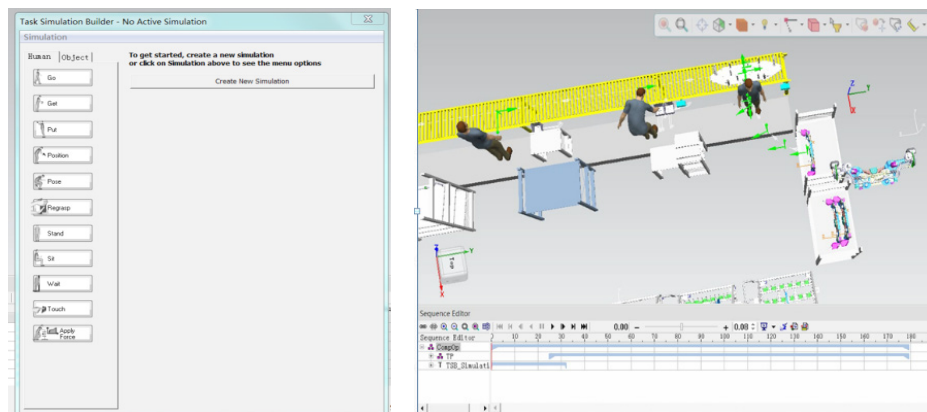 Task Simulation Builder - No Active Simulation
Simulation
Human Object
To get started, create a new simulation
or click on Simulation above to see the menu options
Create New Simulation
Go
Get
Put
Position
Pose
Regrasp
Stand
Sit
Wait
Touch
Apply
Force
Z
Y
X
Y
X
Sequence Editor
0.00 - + 0.08
Sequence Editor 0 10 20 30 40 50 60 70 80 90 100 110 120 130 140 150 160 170 180
CompOp
TP
TSB_Simulati